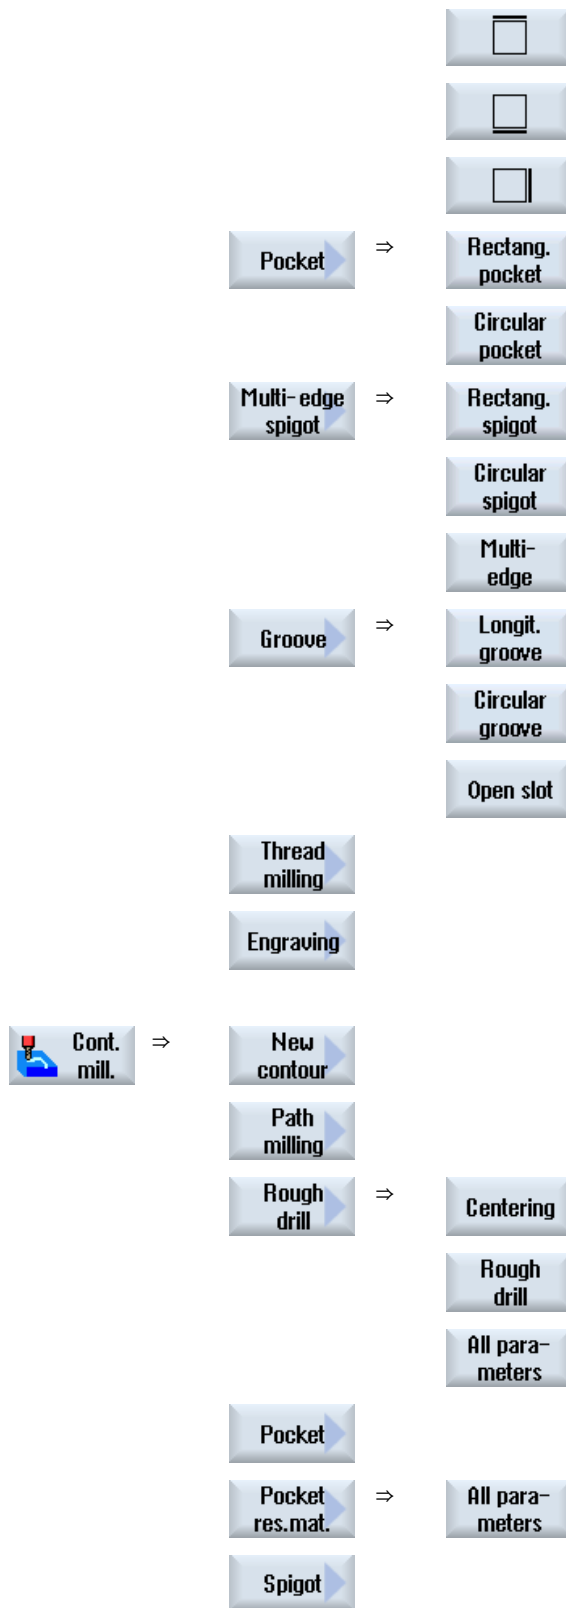 Pocket ⇒ Rectang.
pocket
Circular
pocket
Multi-edge
spigot
⇒ Rectang.
spigot
Circular
spigot
Multi-
edge
Groove ⇒ Longit.
groove
Circular
groove
Open slot
Thread
milling
Engraving
Cont.
mill.
⇒ New
contour
Path
milling
Rough
drill
⇒ Centering
Rough
drill
All para-
meters
Pocket
Pocket
res.mat.
⇒ All para-
meters
Spigot